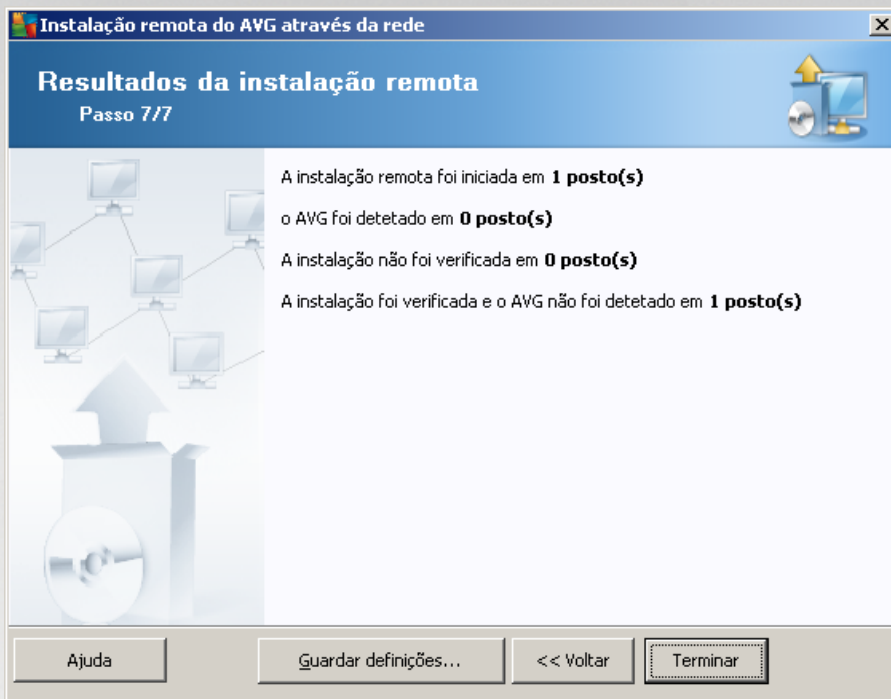 Instalação remota do AVG através da rede
Resultados da instalação remota
Passo 7/7
A instalação remota foi iniciada em 1 posto(s)
o AVG foi detetado em 0 posto(s)
A instalação não foi verificada em 0 posto(s)
A instalação foi verificada e o AVG não foi detetado em 1 posto(s)
Ajuda
Guardar definições...
<< Voltar
Terminar